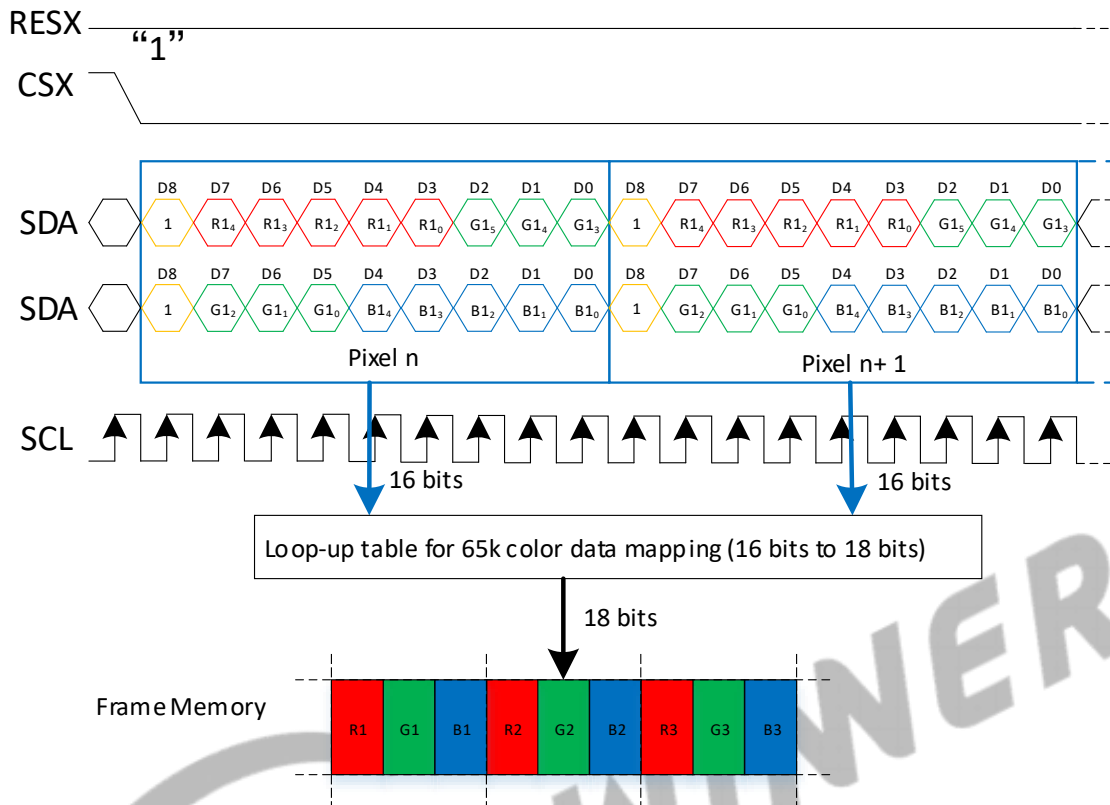 RESX
“1”
CSX
D8 D7 D6 D5 D4 D3 D2 D1 D0 D8 D7 D6 D5 D4 D3 D2 D1 D0
SDA 1 R1₄ R1₃ R1₂ R1₁ R1₀ G1₅ G1₄ G1₃ 1 R1₄ R1₃ R1₂ R1₁ R1₀ G1₅ G1₄ G1₃
D8 D7 D6 D5 D4 D3 D2 D1 D0 D8 D7 D6 D5 D4 D3 D2 D1 D0
SDA 1 G1₂ G1₁ G1₀ B1₄ B1₃ B1₂ B1₁ B1₀ 1 G1₂ G1₁ G1₀ B1₄ B1₃ B1₂ B1₁ B1₀
Pixel n Pixel n+ 1
SCL
16 bits 16 bits
Loop-up table for 65k color data mapping (16 bits to 18 bits)
18 bits
Frame Memory R1 G1 B1 R2 G2 B2 R3 G3 B3